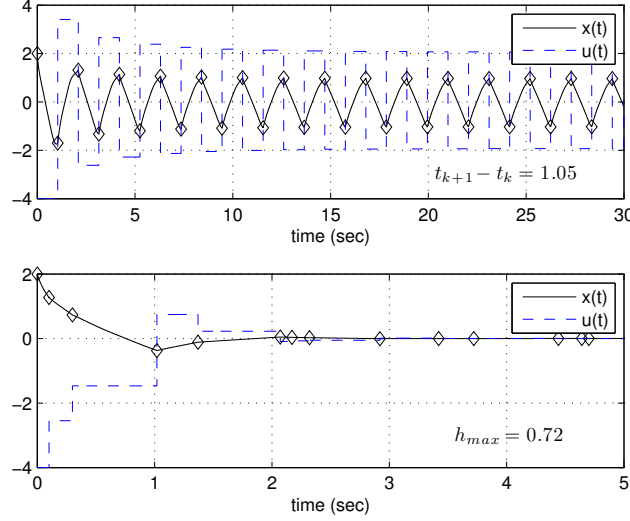 4
2
0
−2
−4
x(t)
u(t)
t_{k+1} − t_k = 1.05
0 5 10 15 20 25 30
time (sec)
2
0
−2
−4
x(t)
u(t)
h_{max} = 0.72
0 1 2 3 4 5
time (sec)